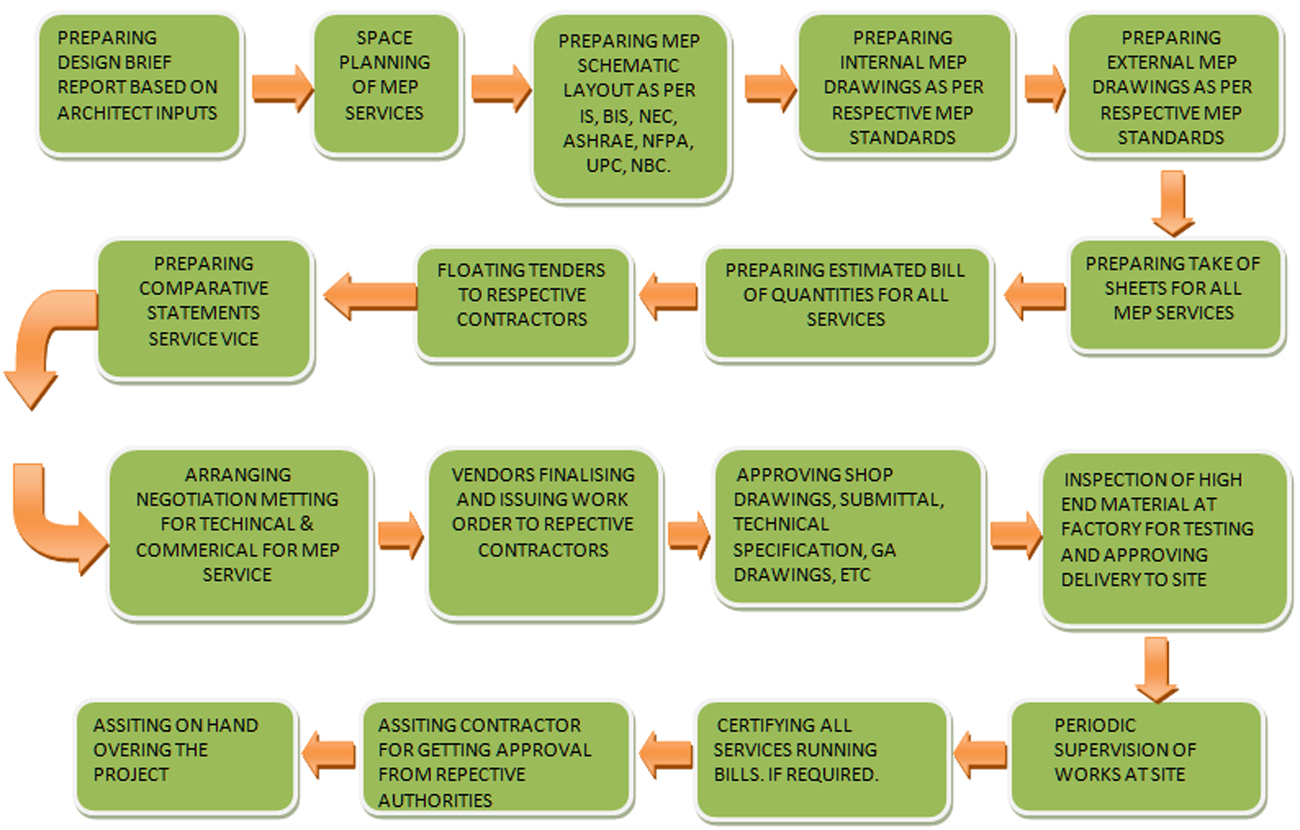 PREPARING
DESIGN BRIEF
REPORT BASED ON
ARCHITECT INPUTS
SPACE
PLANNING
OF MEP
SERVICES
PREPARING MEP
SCHEMATIC
LAYOUT AS PER
IS, BIS, NEC,
ASHRAE, NFPA,
UPC, NBC.
PREPARING
INTERNAL MEP
DRAWINGS AS PER
RESPECTIVE MEP
STANDARDS
PREPARING
EXTERNAL MEP
DRAWINGS AS PER
RESPECTIVE MEP
STANDARDS
PREPARING TAKE OF
SHEETS FOR ALL
MEP SERVICES
PREPARING ESTIMATED BILL
OF QUANTITIES FOR ALL
SERVICES
FLOATING TENDERS
TO RESPECTIVE
CONTRACTORS
PREPARING
COMPARATIVE
STATEMENTS
SERVICE VICE
ARRANGING
NEGOTIATION METTING
FOR TECHINCAL &
COMMERICAL FOR MEP
SERVICE
VENDORS FINALISING
AND ISSUING WORK
ORDER TO REPECTIVE
CONTRACTORS
APPROVING SHOP
DRAWINGS, SUBMITTAL,
TECHNICAL
SPECIFICATION, GA
DRAWINGS, ETC
INSPECTION OF HIGH
END MATERIAL AT
FACTORY FOR TESTING
AND APPROVING
DELIVERY TO SITE
PERIODIC
SUPERVISION OF
WORKS AT SITE
CERTIFYING ALL
SERVICES RUNNING
BILLS. IF REQUIRED.
ASSITING CONTRACTOR
FOR GETTING APPROVAL
FROM REPECTIVE
AUTHORITIES
ASSITING ON HAND
OVERING THE
PROJECT